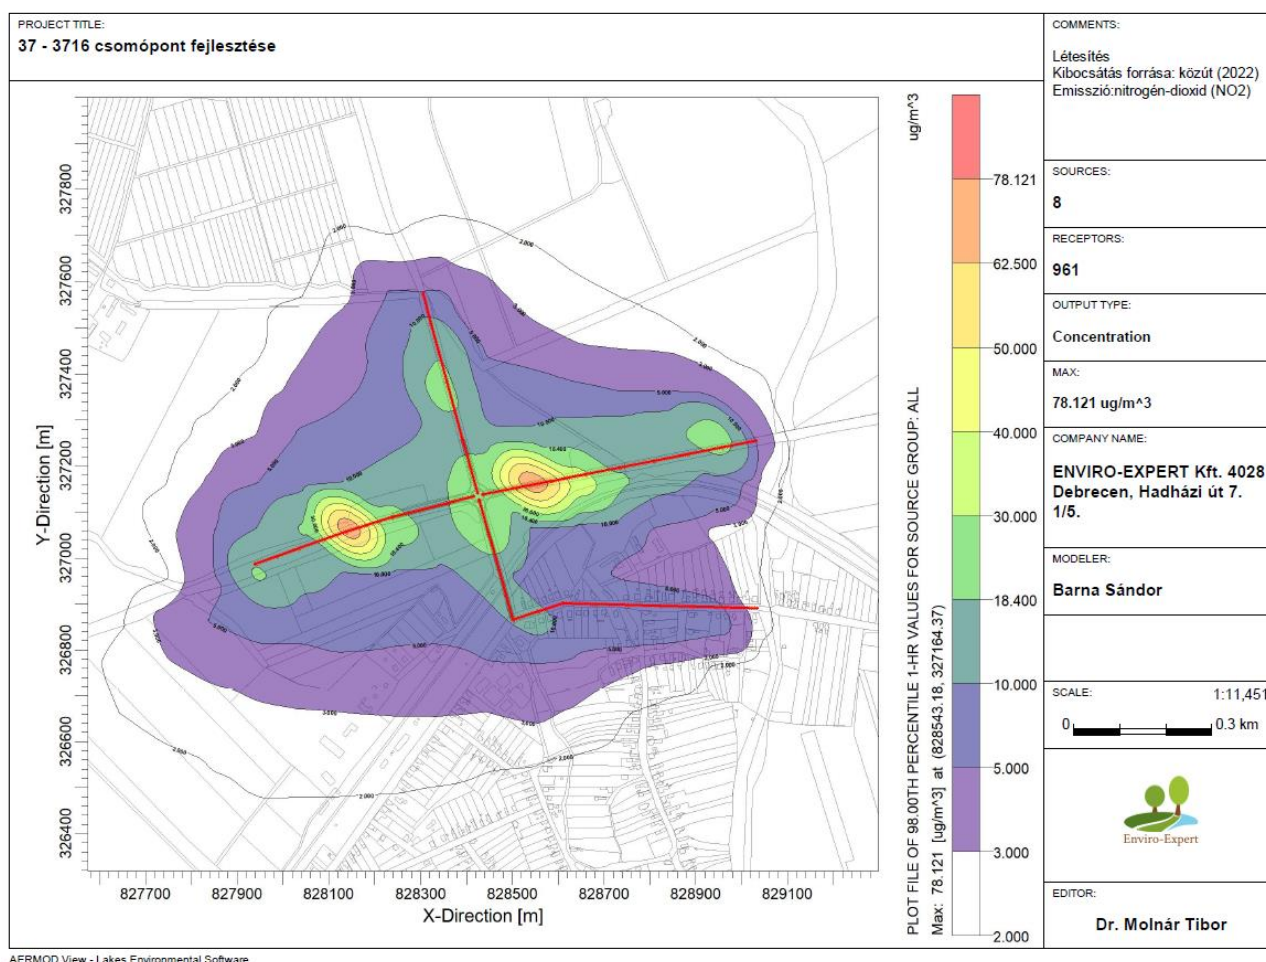 PROJECT TITLE:
37 - 3716 csomópont fejlesztése
COMMENTS:
Létesítés
Kibocsátás forrása: közút (2022)
Emisszió:nitrogén-dioxid (NO2)
SOURCES:
8
RECEPTORS:
961
OUTPUT TYPE:
Concentration
MAX:
78.121 ug/m^3
COMPANY NAME:
ENVIRO-EXPERT Kft. 4028
Debrecen, Hadházi út 7.
1/5.
MODELER:
Barna Sándor
SCALE:
1:11,451
0
0.3 km
Enviro-Expert
EDITOR:
Dr. Molnár Tibor
Y-Direction [m]
327800
327600
327400
327200
327000
326800
326600
326400
827700
827900
828100
828300
828500
828700
828900
829100
X-Direction [m]
PLOT FILE OF 98.00TH PERCENTILE 1-HR VALUES FOR SOURCE GROUP: ALL
ug/m^3
Max: 78.121 [ug/m^3] at (828543.18, 327164.37)
78.121
62.500
50.000
40.000
30.000
18.400
10.000
5.000
3.000
2.000
AERMOD View - Lakes Environmental Software